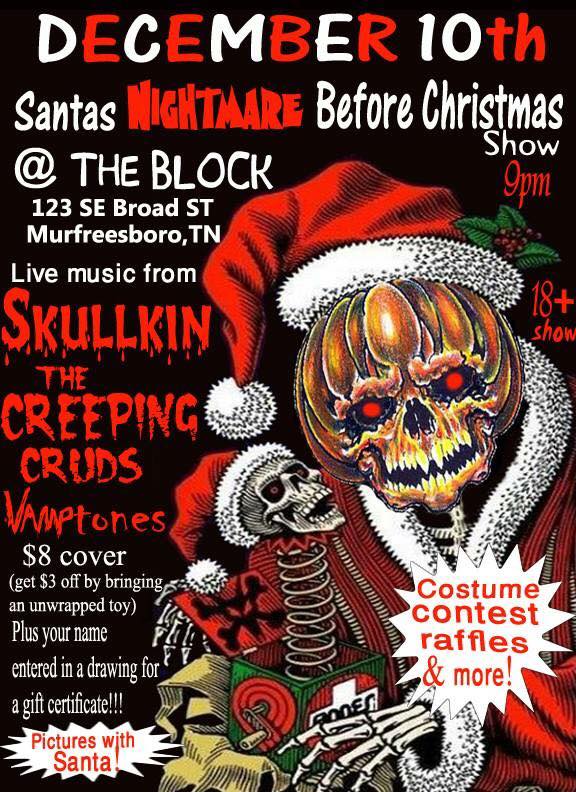 DECEMBER 10th
Santas NIGHTMARE Before Christmas
Show
9pm
@ THE BLOCK
123 SE Broad ST
Murfreesboro,TN
Live music from
SKULLKIN
THE
CREEPING
CRUDS
VAMPtones
18+
show
$8 cover
(get $3 off by bringing
an unwrapped toy)
Plus your name
entered in a drawing for
a gift certificate!!!
Pictures with
Santa!
Costume
contest
raffles
& more!